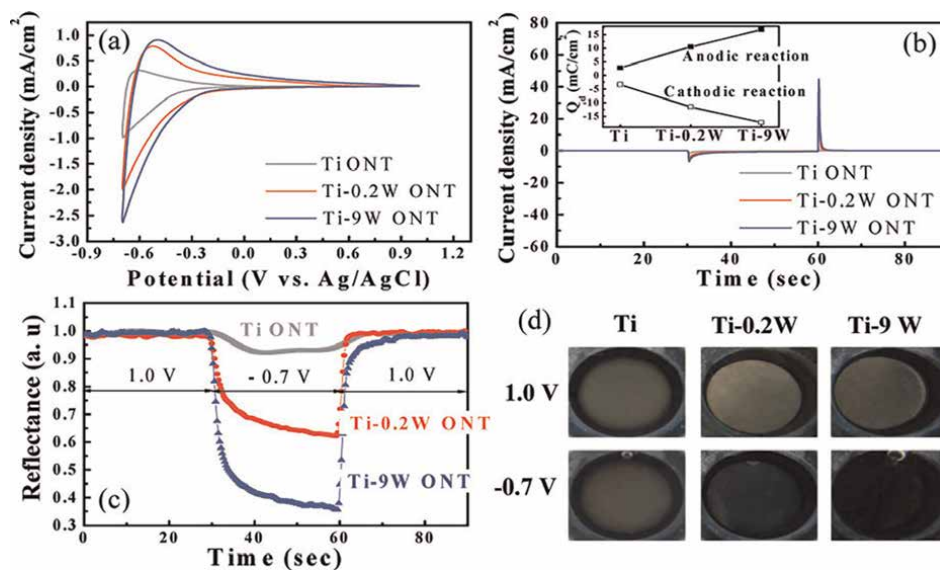 (a)
Current density (mA/cm²)
1.0
0.5
0.0
-0.5
-1.0
-1.5
-2.0
-2.5
-3.0
Ti ONT
Ti-0.2W ONT
Ti-9W ONT
-0.9 -0.6 -0.3 0.0 0.3 0.6 0.9 1.2
Potential (V vs. Ag/AgCl)
(b)
Current density (mA/cm²)
80
60
40
20
0
-20
-40
-60
Q d (mC/cm²)
15
10
5
0
-5
-10
-15
Anodic reaction
Cathodic reaction
Ti Ti-0.2W Ti-9W
Ti ONT
Ti-0.2W ONT
Ti-9W ONT
0 20 40 60 80
Time (sec)
(c)
Reflectance (a. u)
1.1
1.0
0.9
0.8
0.7
0.6
0.5
0.4
0.3
Ti ONT
1.0 V - 0.7 V 1.0 V
Ti-0.2W ONT
Ti-9W ONT
0 20 40 60 80
Time (sec)
(d)
Ti Ti-0.2W Ti-9 W
1.0 V
-0.7 V